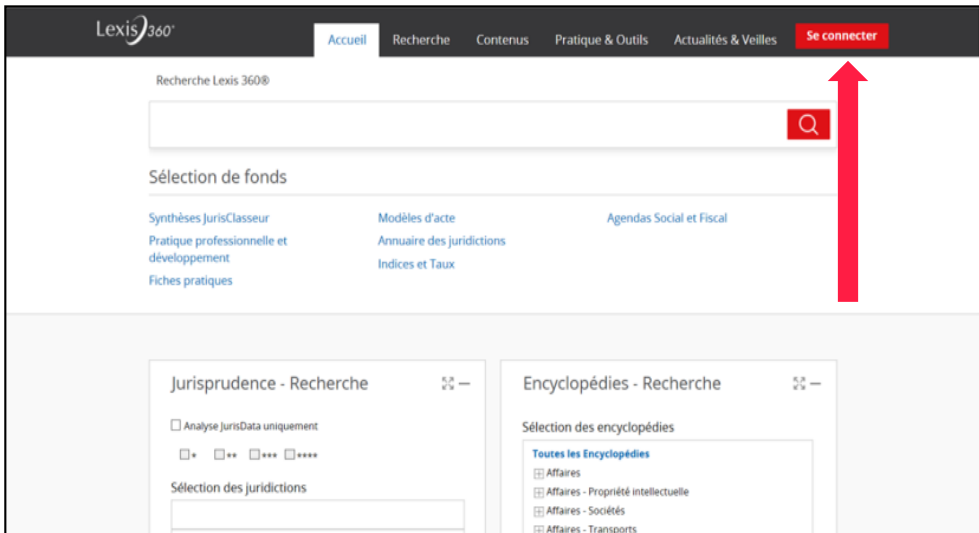 Lexis 360®
Accueil Recherche Contenus Pratique & Outils Actualités & Veilles Se connecter
Recherche Lexis 360®
Sélection de fonds
Synthèses JurisClasseur
Pratique professionnelle et
développement
Fiches pratiques
Modèles d'acte
Annuaire des juridictions
Indices et Taux
Agendas Social et Fiscal
Jurisprudence - Recherche
Analyse JurisData uniquement
* ** *** ****
Sélection des juridictions
Encyclopédies - Recherche
Sélection des encyclopédies
Toutes les Encyclopédies
Affaires
Affaires - Propriété intellectuelle
Affaires - Sociétés
Affaires - Transports